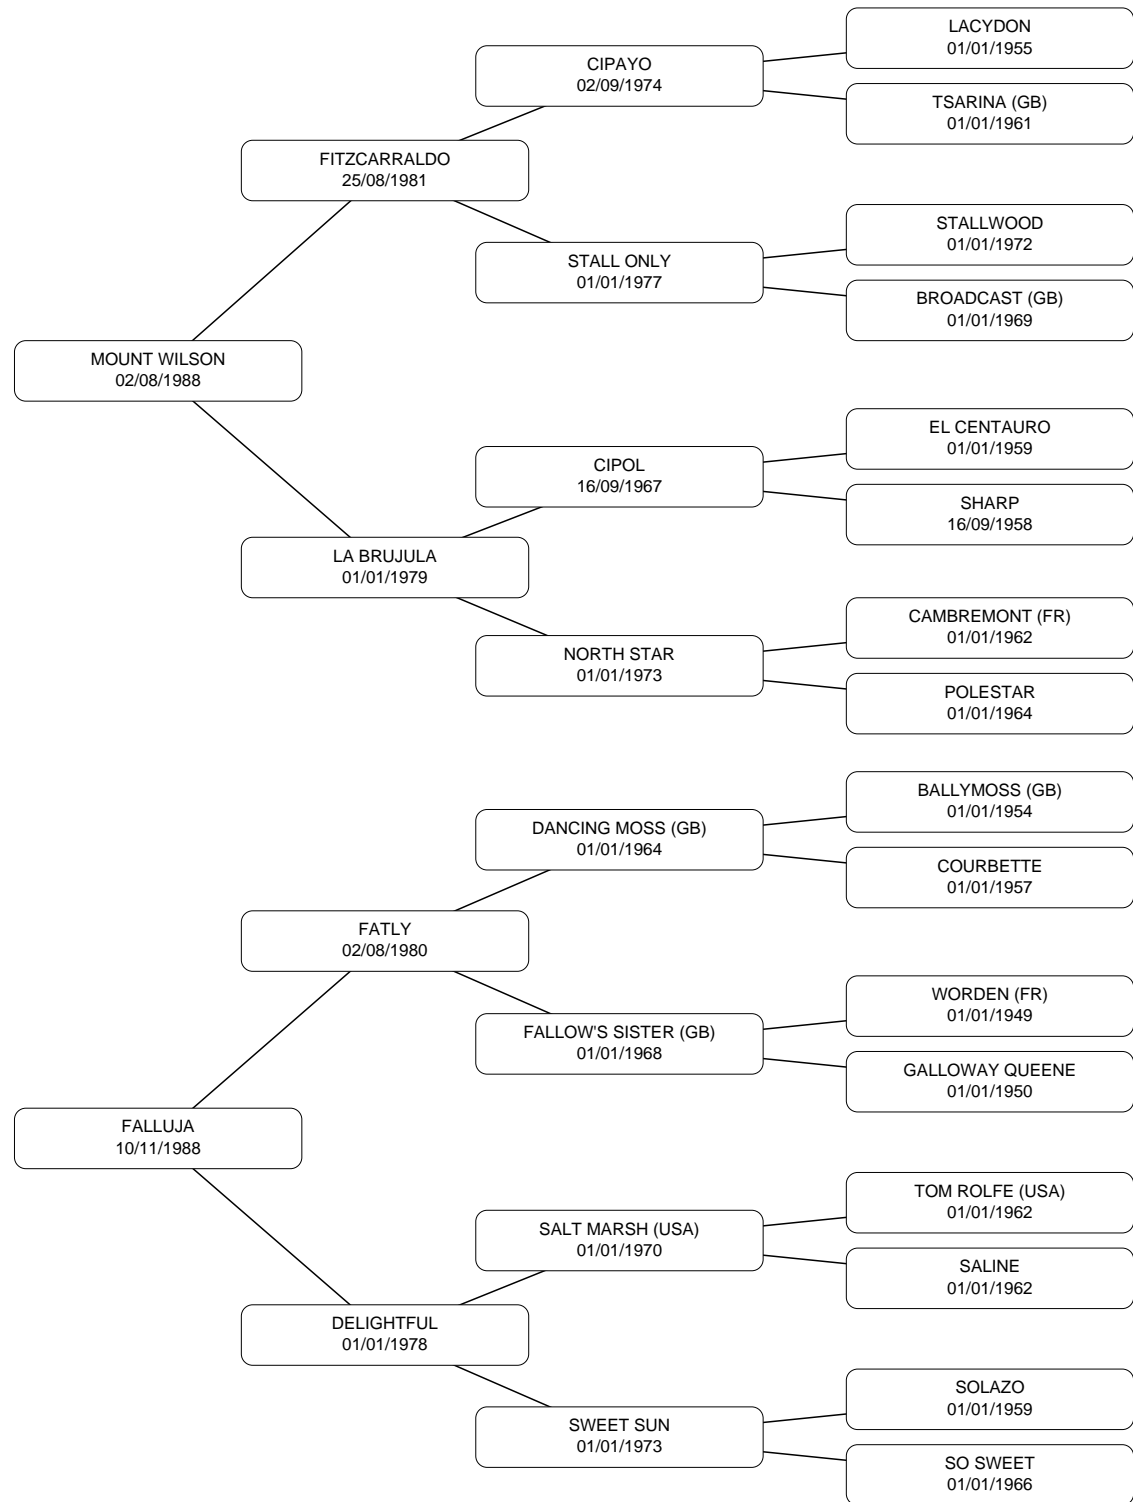 LACYDON
01/01/1955
CIPAYO
02/09/1974
TSARINA (GB)
01/01/1961
FITZCARRALDO
25/08/1981
STALLWOOD
01/01/1972
STALL ONLY
01/01/1977
BROADCAST (GB)
01/01/1969
MOUNT WILSON
02/08/1988
EL CENTAURO
01/01/1959
CIPOL
16/09/1967
SHARP
16/09/1958
LA BRUJULA
01/01/1979
CAMBREMONT (FR)
01/01/1962
NORTH STAR
01/01/1973
POLESTAR
01/01/1964
BALLYMOSS (GB)
01/01/1954
DANCING MOSS (GB)
01/01/1964
COURBETTE
01/01/1957
FATLY
02/08/1980
WORDEN (FR)
01/01/1949
FALLOW'S SISTER (GB)
01/01/1968
GALLOWAY QUEENE
01/01/1950
FALLUJA
10/11/1988
TOM ROLFE (USA)
01/01/1962
SALT MARSH (USA)
01/01/1970
SALINE
01/01/1962
DELIGHTFUL
01/01/1978
SOLAZO
01/01/1959
SWEET SUN
01/01/1973
SO SWEET
01/01/1966